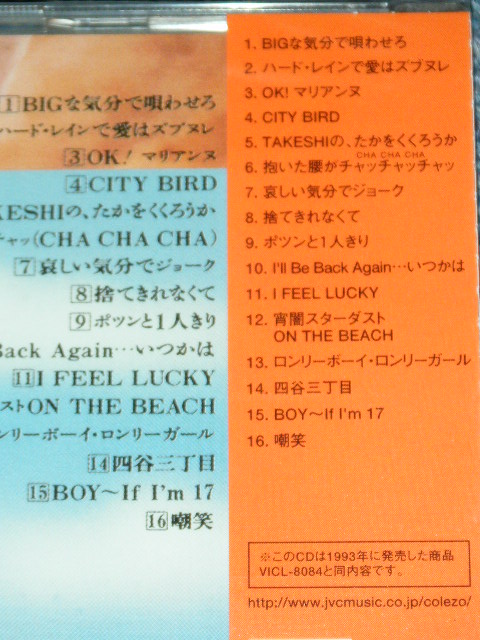 1 BIGな気分で唄わせろ
ハード・レインで愛はズブヌレ
3 OK! マリアンヌ
4 CITY BIRD
KESHIの、たかをくくろうか
チャッ(CHA CHA CHA)
7 哀しい気分でジョーク
8 捨てきれなくて
9 ポツンと1人きり
Back Again…いつかは
11 I FEEL LUCKY
ストON THE BEACH
ンリーボーイ・ロンリーガール
14 四谷三丁目
15 BOY〜If I'm 17
16 嘲笑
1. BIGな気分で唄わせろ
2. ハード・レインで愛はズブヌレ
3. OK! マリアンヌ
4. CITY BIRD
5. TAKESHIの、たかをくくろうか
CHA CHA CHA
6. 抱いた腰がチャッチャッチャッ
7. 哀しい気分でジョーク
8. 捨てきれなくて
9. ポツンと1人きり
10. I'll Be Back Again…いつかは
11. I FEEL LUCKY
12. 宵闇スターダスト
ON THE BEACH
13. ロンリーボーイ・ロンリーガール
14. 四谷三丁目
15. BOY〜If I'm 17
16. 嘲笑
※このCDは1993年に発売した商品
VICL-8084と同内容です。
http://www.jvcmusic.co.jp/colezo/